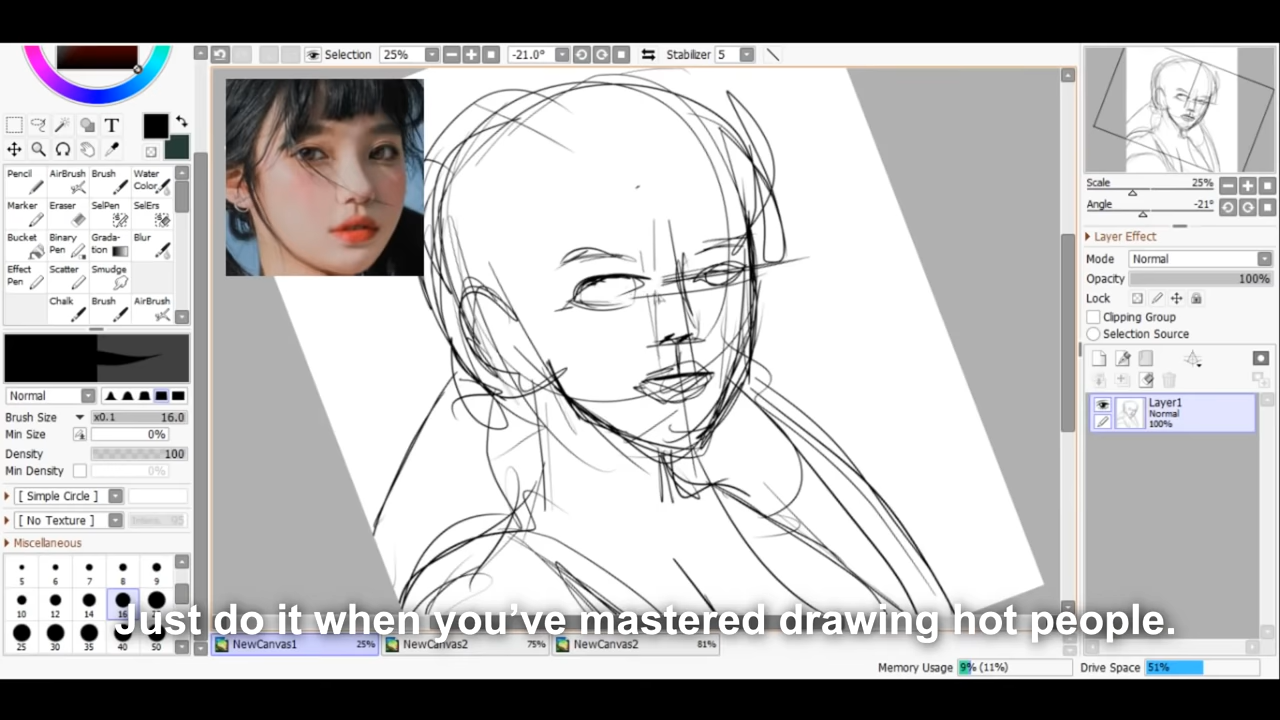 Selection 25% -21.0° Stabilizer 5
T
Pencil AirBrush Brush Water Color
Marker Eraser SelPen SelErs
Bucket Binary Pen Grada-tion Blur
Effect Pen Scatter Smudge
Chalk Brush AirBrush
Normal
Brush Size x0.1 16.0
Min Size 0%
Density 100
Min Density 0%
[ Simple Circle ]
[ No Texture ] 95
Miscellaneous
5 6 7 8 9
10 12 14 16
25 30 35 40 50
Scale 25%
Angle -21°
Layer Effect
Mode Normal
Opacity 100%
Lock
Clipping Group
Selection Source
Layer1
Normal
100%
Just do it when you've mastered drawing hot people.
NewCanvas1 25% NewCanvas2 75% NewCanvas2 81%
Memory Usage 9% (11%) Drive Space 51%